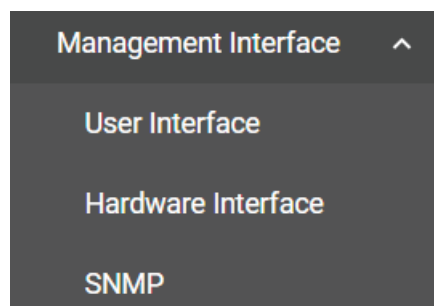 Management Interface
User Interface
Hardware Interface
SNMP